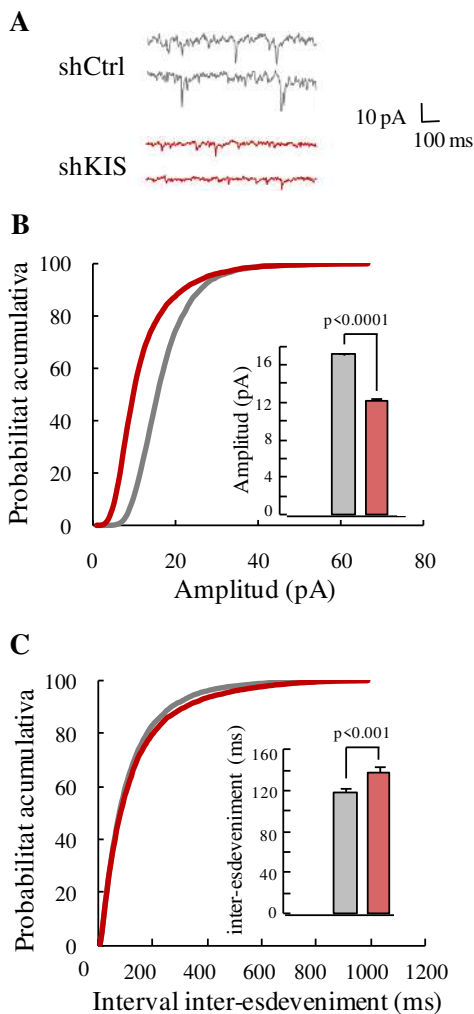 A
shCtrl
10 pA
100 ms
shKIS
B
Probabilitat acumulativa
100
80
60
40
20
0
0 20 40 60 80
Amplitud (pA)
p<0.0001
Amplitud (pA)
16
12
8
4
0
C
Probabilitat acumulativa
100
80
60
40
20
0
200 400 600 800 1000 1200
Interval inter-esdeveniment (ms)
p<0.001
inter-esdeveniment (ms)
160
120
80
40
0